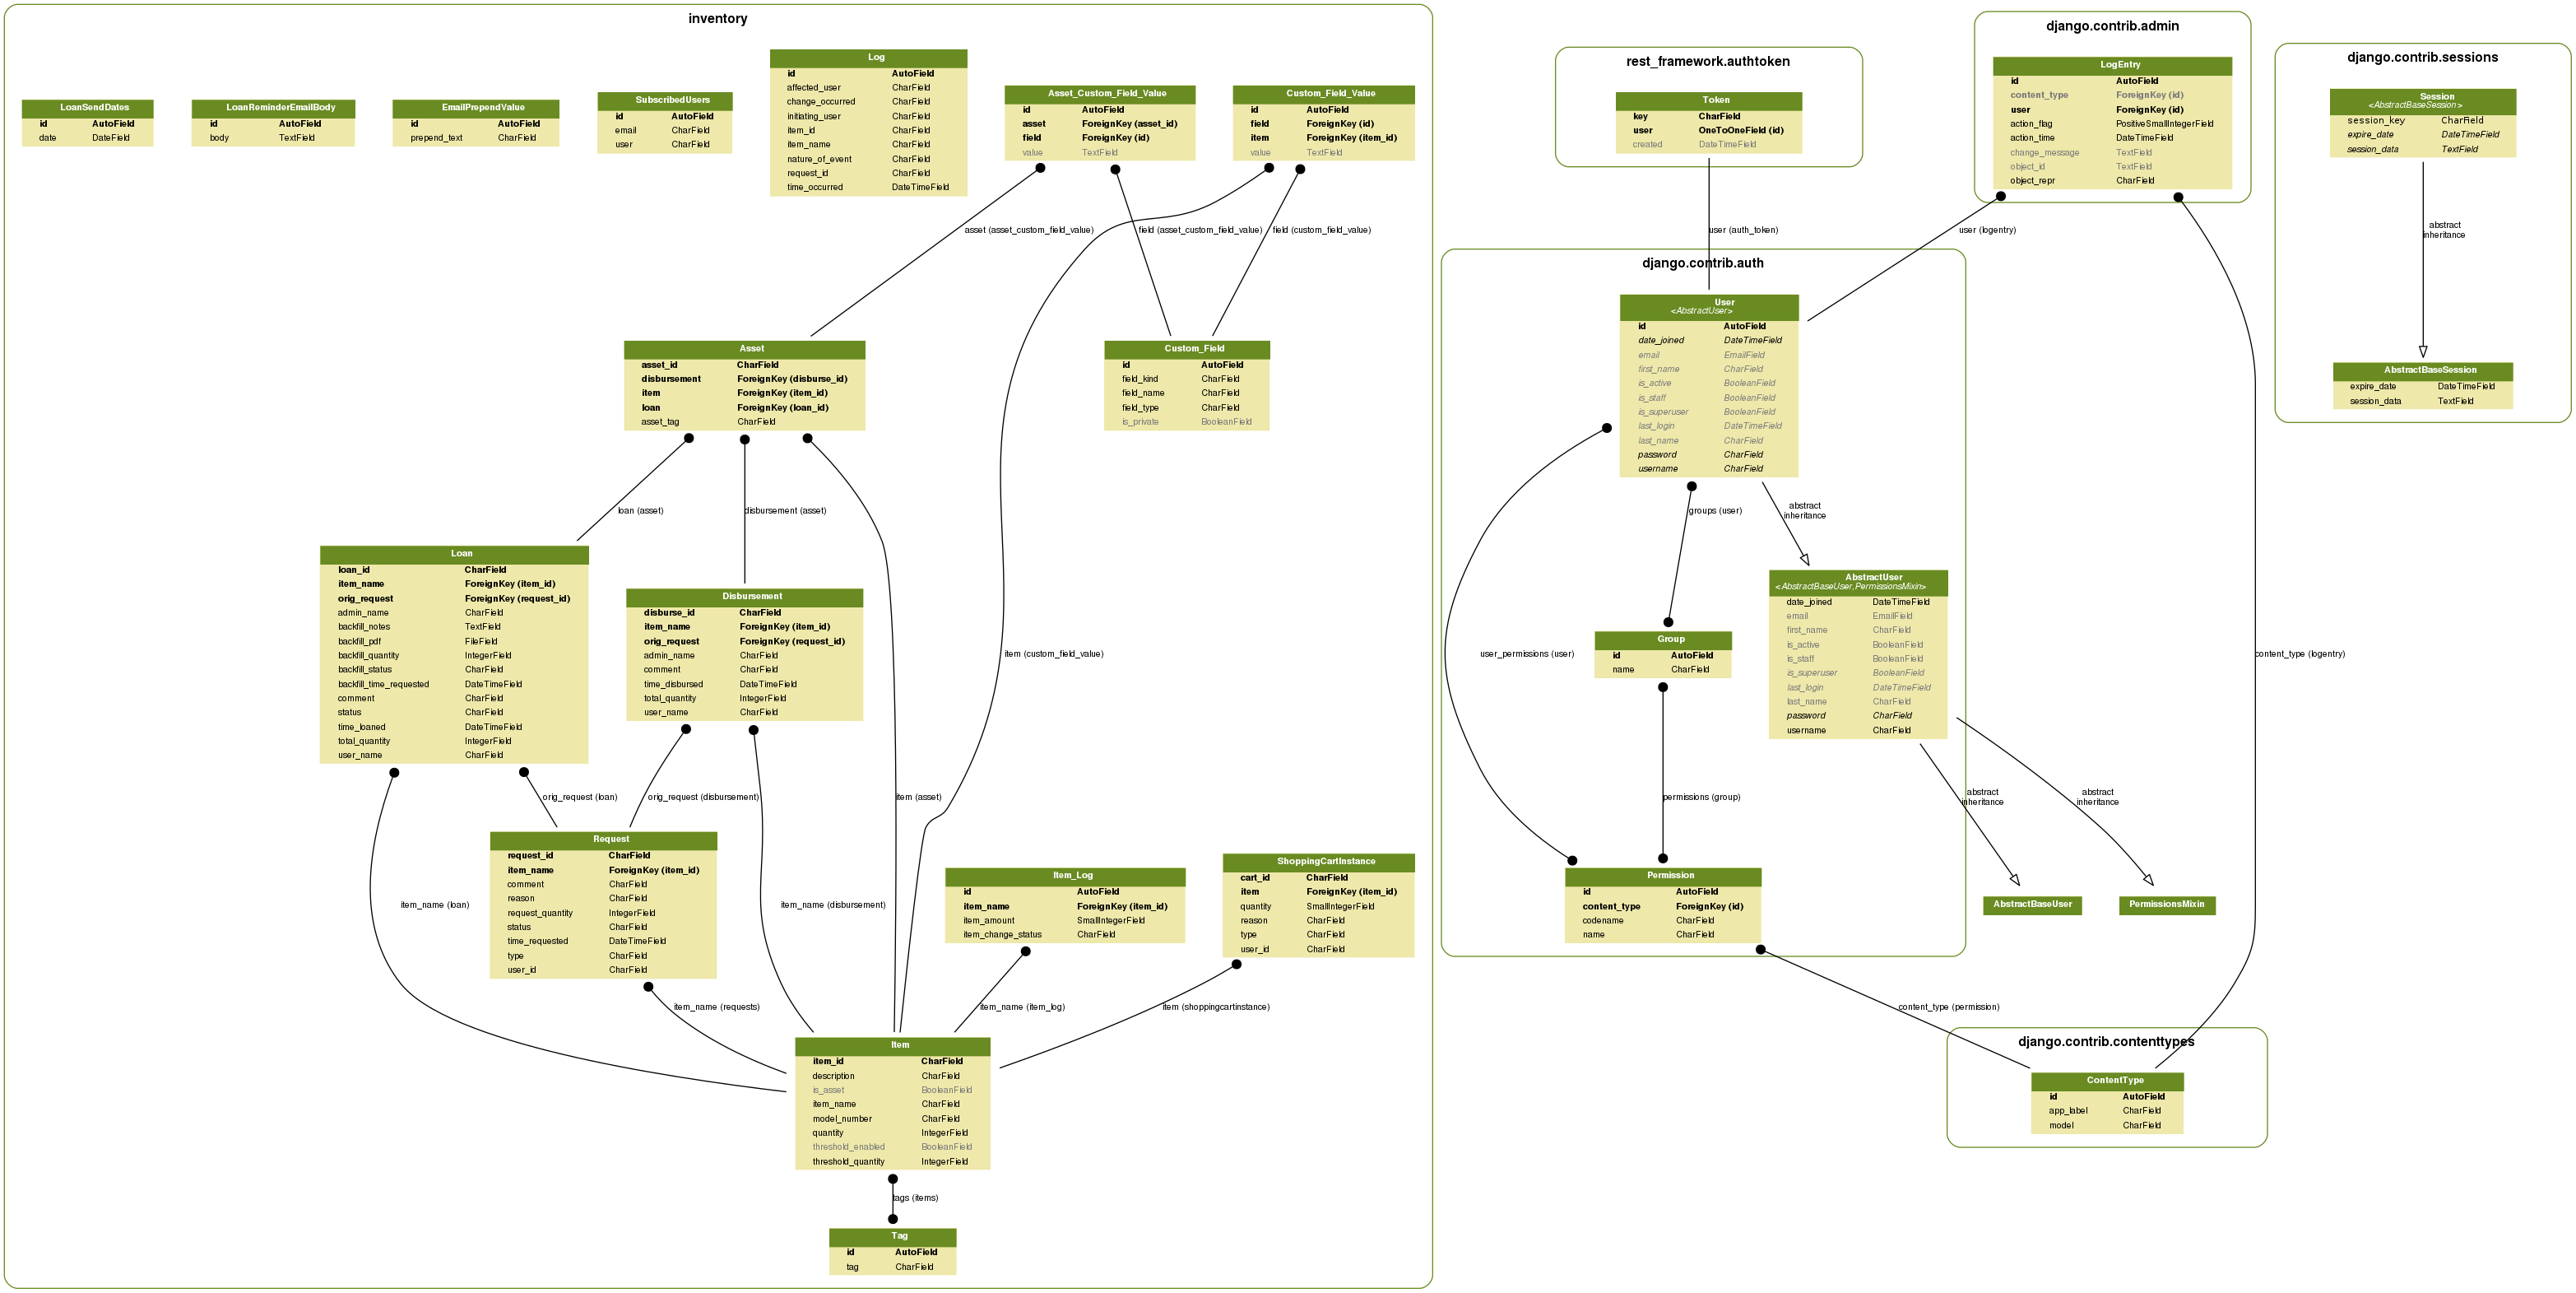 inventory
LoanSendDates
id AutoField
date DateField
LoanReminderEmailBody
id AutoField
body TextField
EmailPrependValue
id AutoField
prepend_text CharField
SubscribedUsers
id AutoField
email CharField
user CharField
Log
id AutoField
affected_user CharField
change_occurred CharField
initiating_user CharField
item_id CharField
item_name CharField
nature_of_event CharField
request_id CharField
time_occurred DateTimeField
Asset_Custom_Field_Value
id AutoField
asset ForeignKey (asset_id)
field ForeignKey (id)
value TextField
Custom_Field_Value
id AutoField
field ForeignKey (id)
item ForeignKey (item_id)
value TextField
asset (asset_custom_field_value)
field (asset_custom_field_value)
field (custom_field_value)
Asset
asset_id CharField
disbursement ForeignKey (disburse_id)
item ForeignKey (item_id)
loan ForeignKey (loan_id)
asset_tag CharField
Custom_Field
id AutoField
field_kind CharField
field_name CharField
field_type CharField
is_private BooleanField
loan (asset)
disbursement (asset)
Loan
loan_id CharField
item_name ForeignKey (item_id)
orig_request ForeignKey (request_id)
admin_name CharField
backfill_notes TextField
backfill_pdf FileField
backfill_quantity IntegerField
backfill_status CharField
backfill_time_requested DateTimeField
comment CharField
status CharField
time_loaned DateTimeField
total_quantity IntegerField
user_name CharField
Disbursement
disburse_id CharField
item_name ForeignKey (item_id)
orig_request ForeignKey (request_id)
admin_name CharField
comment CharField
time_disbursed DateTimeField
total_quantity IntegerField
user_name CharField
item (custom_field_value)
orig_request (loan)
orig_request (disbursement)
item (asset)
Request
request_id CharField
item_name ForeignKey (item_id)
comment CharField
reason CharField
request_quantity IntegerField
status CharField
time_requested DateTimeField
type CharField
user_id CharField
item_name (loan)
item_name (disbursement)
Item_Log
id AutoField
item_name ForeignKey (item_id)
item_amount SmallIntegerField
item_change_status CharField
ShoppingCartInstance
cart_id CharField
item ForeignKey (item_id)
quantity SmallIntegerField
reason CharField
type CharField
user_id CharField
item_name (requests)
item_name (item_log)
item (shoppingcartinstance)
Item
item_id CharField
description CharField
is_asset BooleanField
item_name CharField
model_number CharField
quantity IntegerField
threshold_enabled BooleanField
threshold_quantity IntegerField
tags (items)
Tag
id AutoField
tag CharField
rest_framework.authtoken
Token
key CharField
user OneToOneField (id)
created DateTimeField
user (auth_token)
django.contrib.admin
LogEntry
id AutoField
content_type ForeignKey (id)
user ForeignKey (id)
action_flag PositiveSmallIntegerField
action_time DateTimeField
change_message TextField
object_id TextField
object_repr CharField
user (logentry)
content_type (logentry)
django.contrib.sessions
Session
<AbstractBaseSession>
session_key CharField
expire_date DateTimeField
session_data TextField
abstract
inheritance
AbstractBaseSession
expire_date DateTimeField
session_data TextField
django.contrib.auth
User
<AbstractUser>
id AutoField
date_joined DateTimeField
email EmailField
first_name CharField
is_active BooleanField
is_staff BooleanField
is_superuser BooleanField
last_login DateTimeField
last_name CharField
password CharField
username CharField
groups (user)
abstract
inheritance
user_permissions (user)
AbstractUser
<AbstractBaseUser,PermissionsMixin>
date_joined DateTimeField
email EmailField
first_name CharField
is_active BooleanField
is_staff BooleanField
is_superuser BooleanField
last_login DateTimeField
last_name CharField
password CharField
username CharField
Group
id AutoField
name CharField
permissions (group)
abstract
inheritance
abstract
inheritance
Permission
id AutoField
content_type ForeignKey (id)
codename CharField
name CharField
AbstractBaseUser
PermissionsMixin
content_type (permission)
django.contrib.contenttypes
ContentType
id AutoField
app_label CharField
model CharField